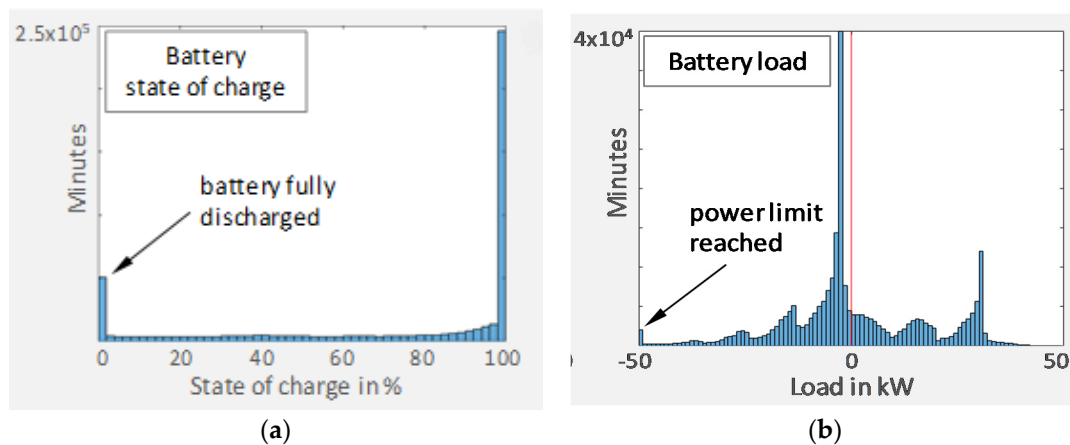 2.5x10⁵
Battery
state of charge
Minutes
battery fully
discharged
0 20 40 60 80 100
State of charge in %
(a)
4x10⁴
Battery load
Minutes
power limit
reached
-50 0 50
Load in kW
(b)